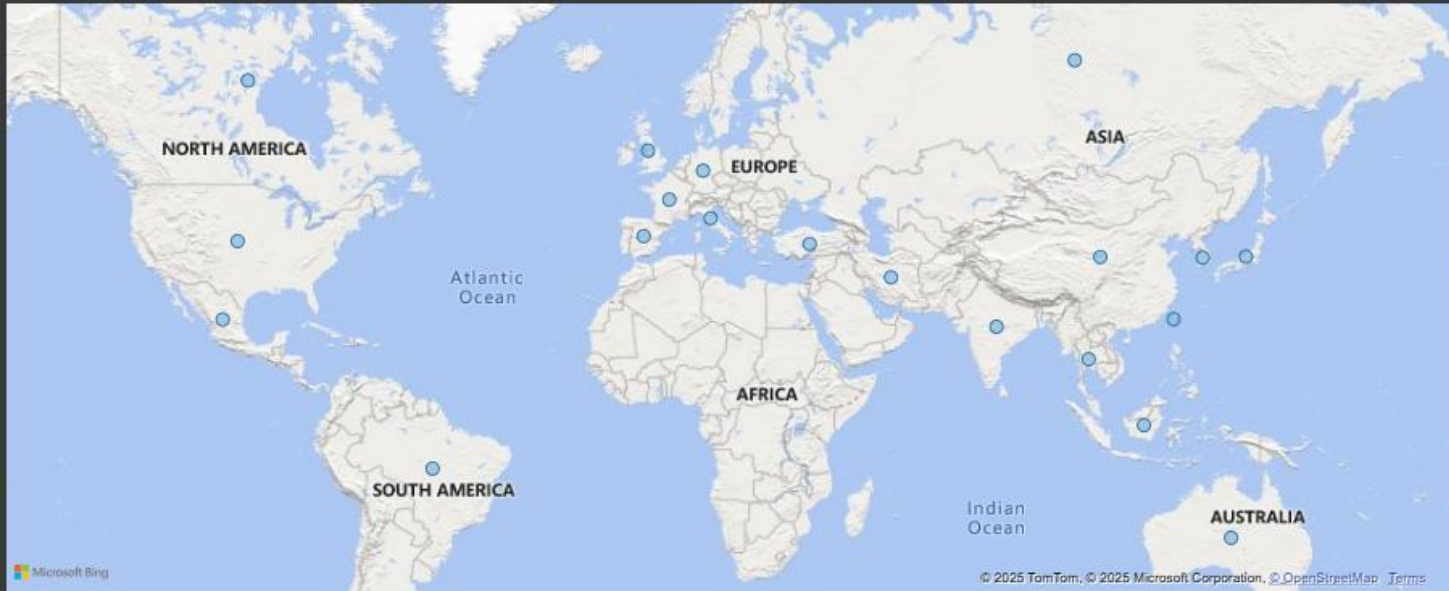 NORTH AMERICA
ASIA
EUROPE
Atlantic
Ocean
AFRICA
SOUTH AMERICA
Indian
Ocean
AUSTRALIA
Microsoft Bing
© 2025 TomTom, © 2025 Microsoft Corporation, © OpenStreetMap Terms